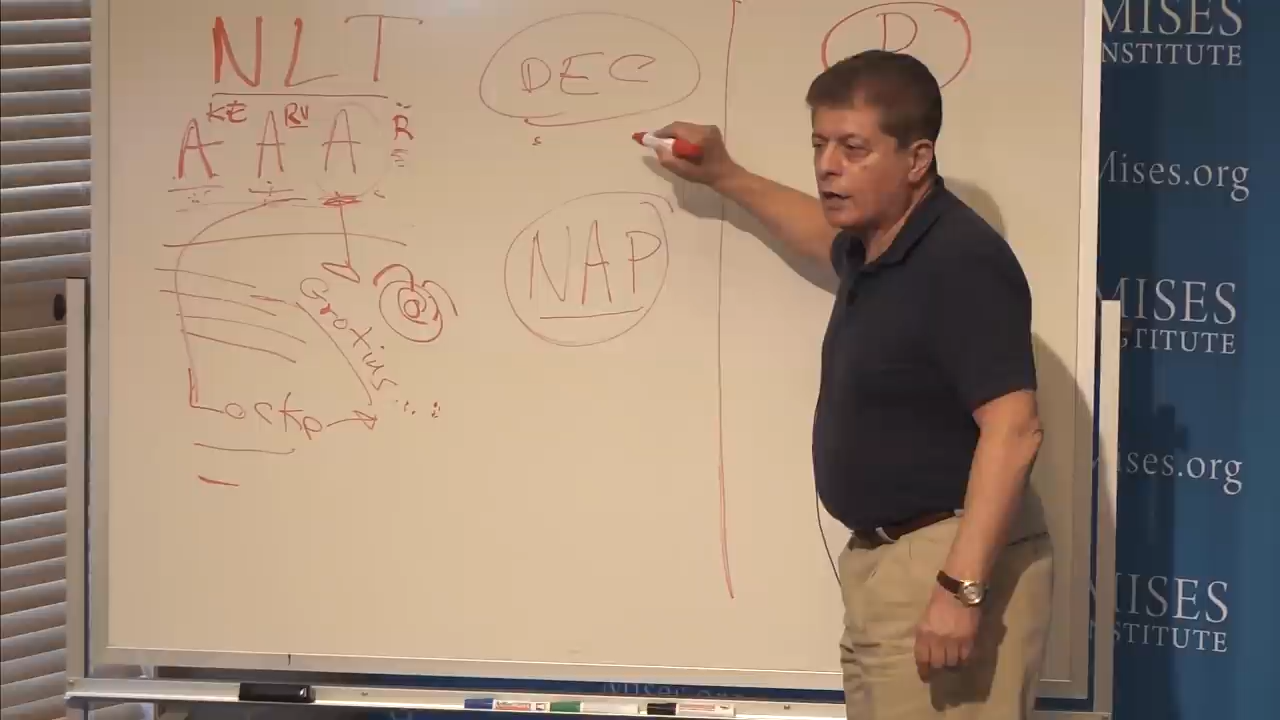 NLT
DEC
KE RV R
A A A
NAP
Grotius...
Locke
MISES
INSTITUTE
Mises.org
MISES
INSTITUTE
Mises.org
MISES
INSTITUTE